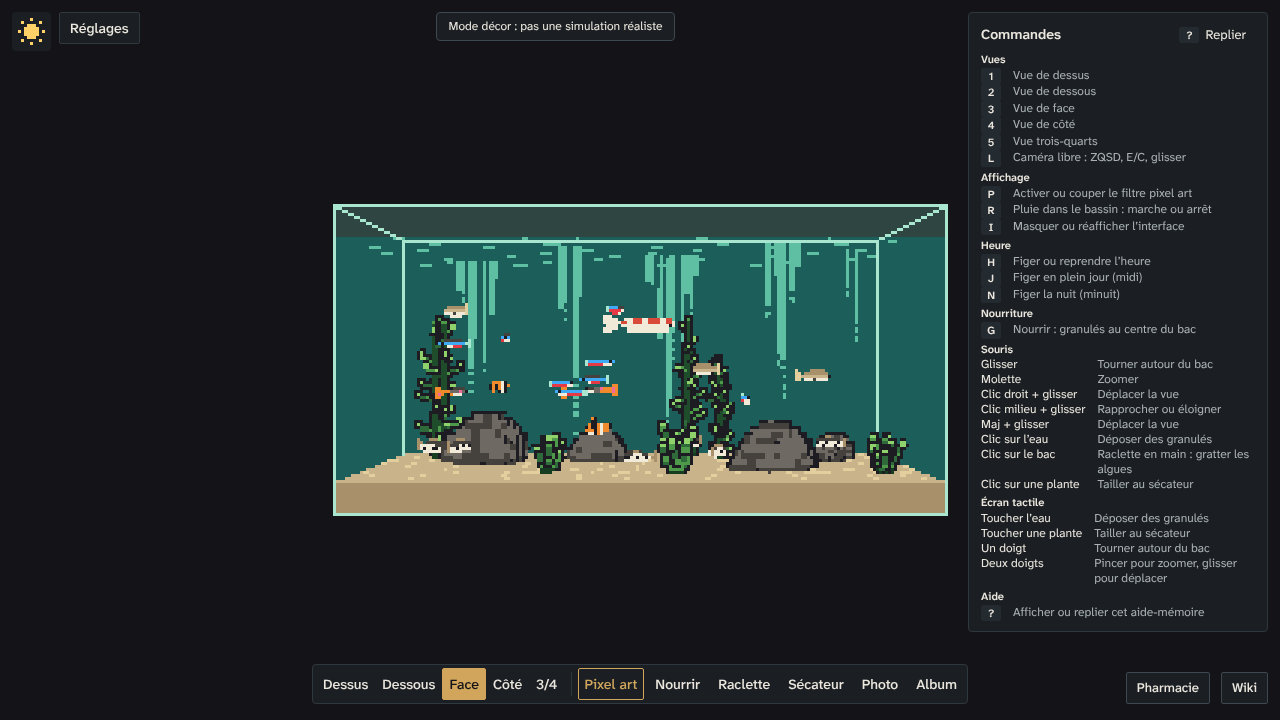 Réglages
Mode décor : pas une simulation réaliste
Commandes
? Replier
Vues
1 Vue de dessus
2 Vue de dessous
3 Vue de face
4 Vue de côté
5 Vue trois-quarts
L Caméra libre : ZQSD, E/C, glisser
Affichage
P Activer ou couper le filtre pixel art
R Pluie dans le bassin : marche ou arrêt
I Masquer ou réafficher l'interface
Heure
H Figer ou reprendre l'heure
J Figer en plein jour (midi)
N Figer la nuit (minuit)
Nourriture
G Nourrir : granulés au centre du bac
Souris
Glisser Tourner autour du bac
Molette Zoomer
Clic droit + glisser Déplacer la vue
Clic milieu + glisser Rapprocher ou éloigner
Maj + glisser Déplacer la vue
Clic sur l'eau Déposer des granulés
Clic sur le bac Raclette en main : gratter les
algues
Clic sur une plante Tailler au sécateur
Écran tactile
Toucher l'eau Déposer des granulés
Toucher une plante Tailler au sécateur
Un doigt Tourner autour du bac
Deux doigts Pincer pour zoomer, glisser
pour déplacer
Aide
? Afficher ou replier cet aide-mémoire
Dessus Dessous Face Côté 3/4 Pixel art Nourrir Raclette Sécateur Photo Album
Pharmacie Wiki